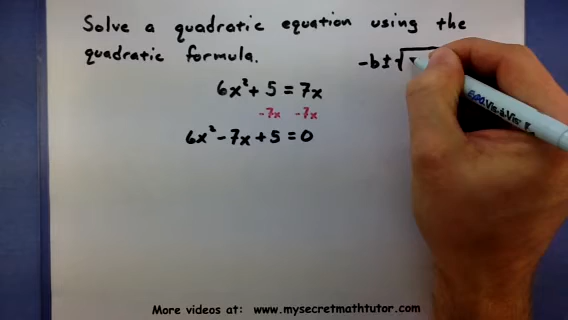 Solve a quadratic equation using the
quadratic formula.
-b±√
6x² + 5 = 7x
-7x -7x
6x² - 7x + 5 = 0
More videos at: www.mysecretmathtutor.com